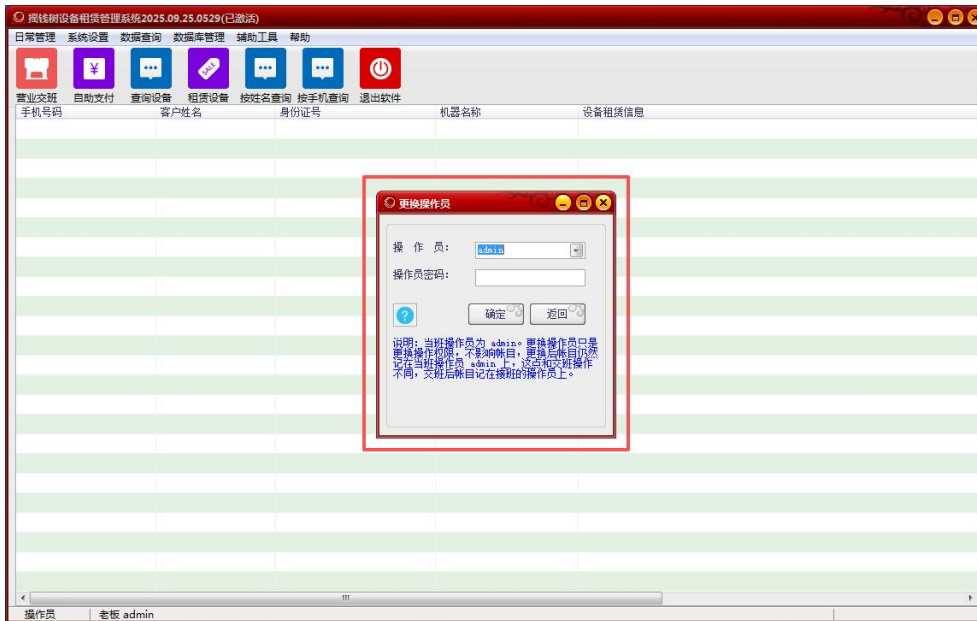 摇钱树设备租赁管理系统2025.09.25.0529(已激活)
日常管理 系统设置 数据查询 数据库管理 辅助工具 帮助
¥ SALE
营业交班 自助支付 查询设备 租赁设备 按姓名查询 按手机查询 退出软件
手机号码 客户姓名 身份证号 机器名称 设备租赁信息
更换操作员
操 作 员: admin
操作员密码:
?
确定 返回
说明: 当班操作员为 admin。更换操作员只是
更换操作权限, 不影响帐目, 更换后帐目仍然
记在当班操作员 admin 上, 这点和交班操作
不同, 交班后帐目记在接班的操作员上。
操作员 老板 admin